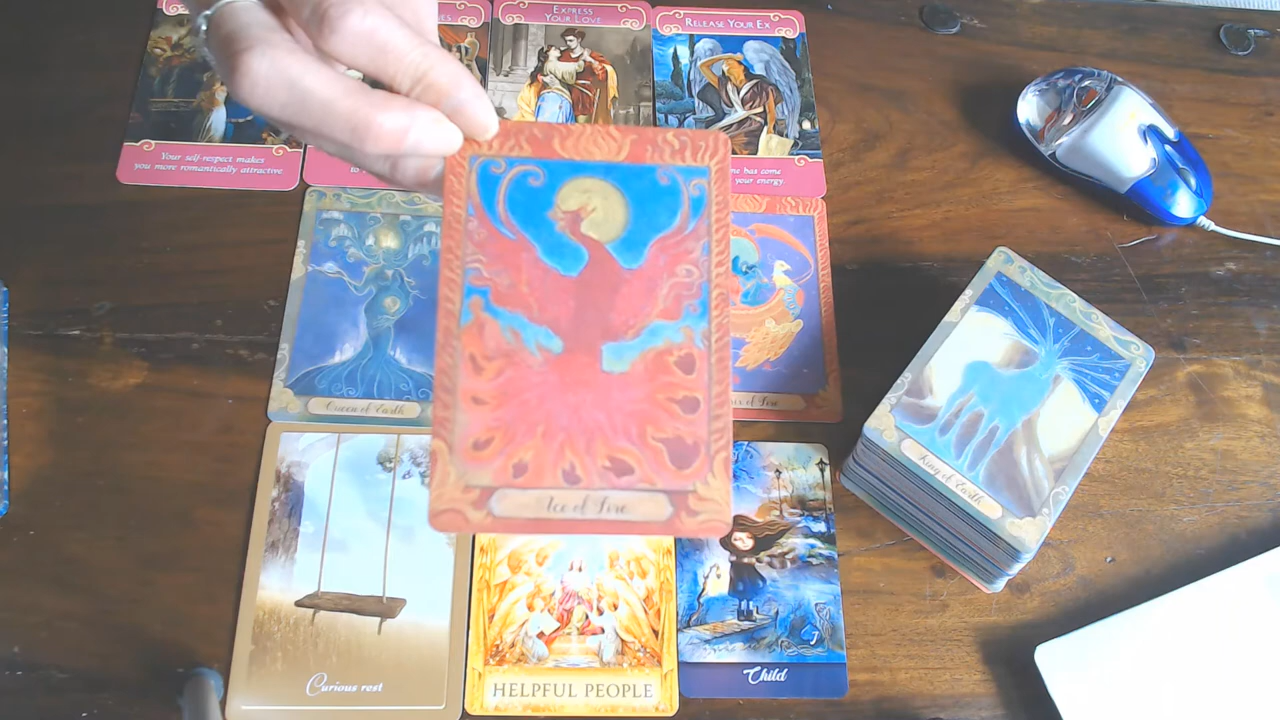 EXPRESS
YOUR LOVE
RELEASE YOUR EX
Your self-respect makes
you more romantically attractive
to
me has come
your energy.
Queen of Earth
of Fire
Ace of Fire
King of Earth
Curious rest
HELPFUL PEOPLE
Child